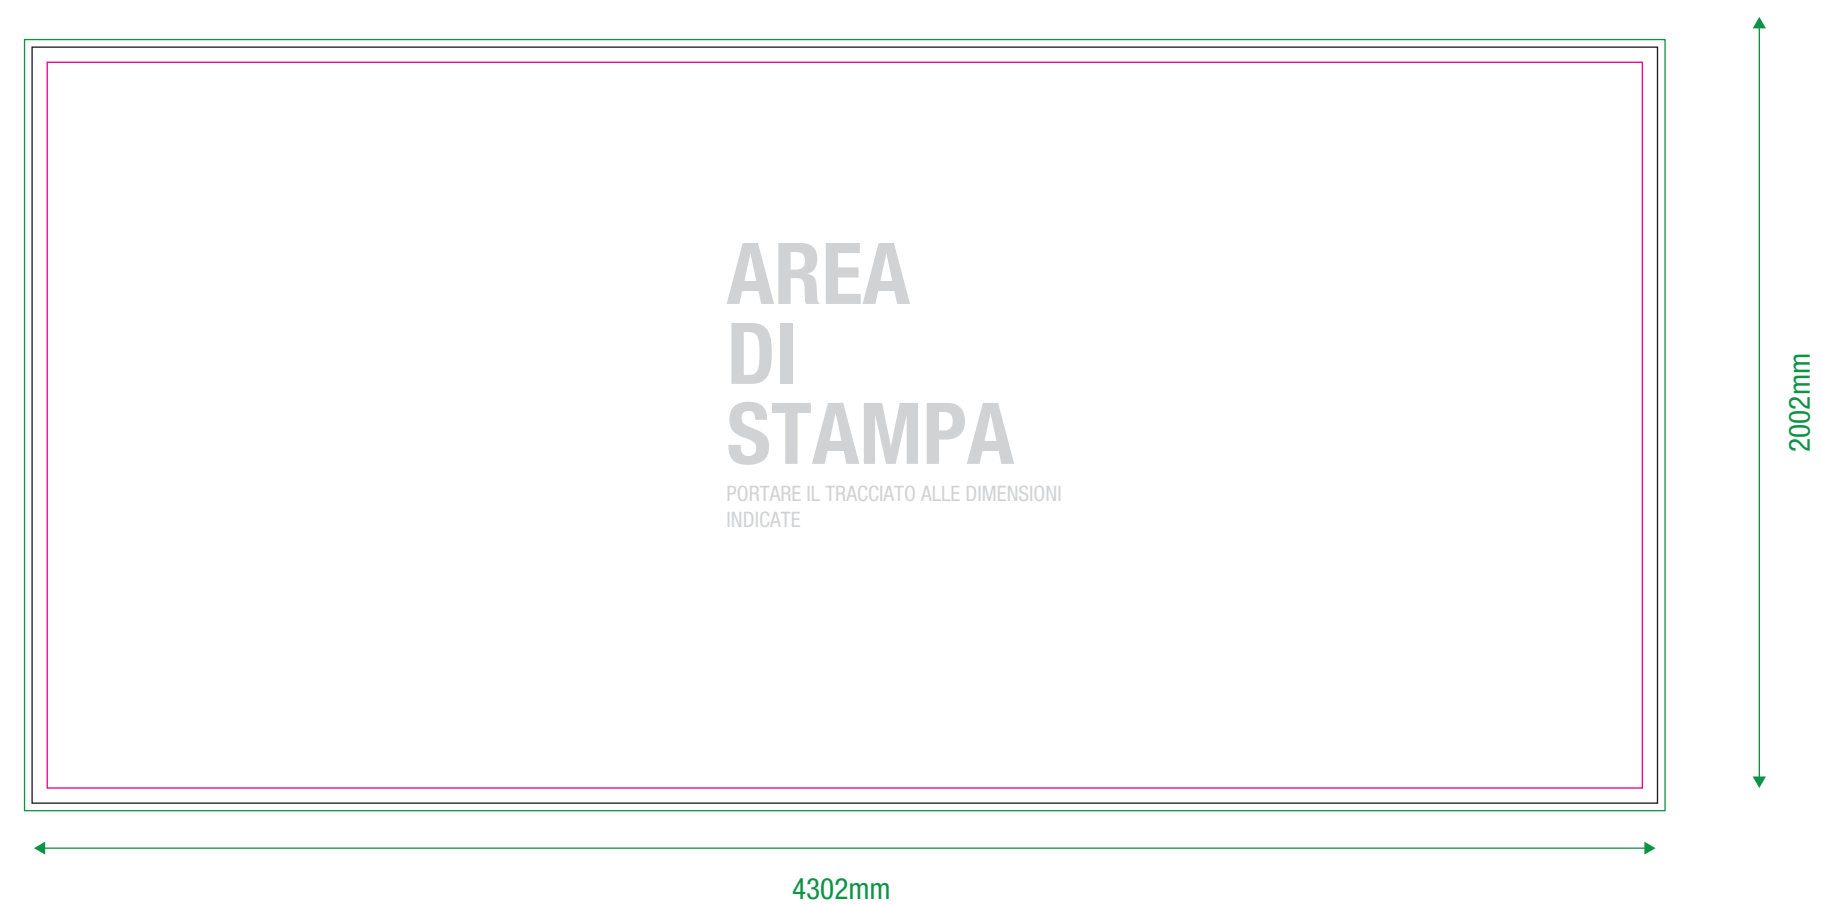 AREA
DI
STAMPA
PORTARE IL TRACCIATO ALLE DIMENSIONI
INDICATE
2002mm
4302mm